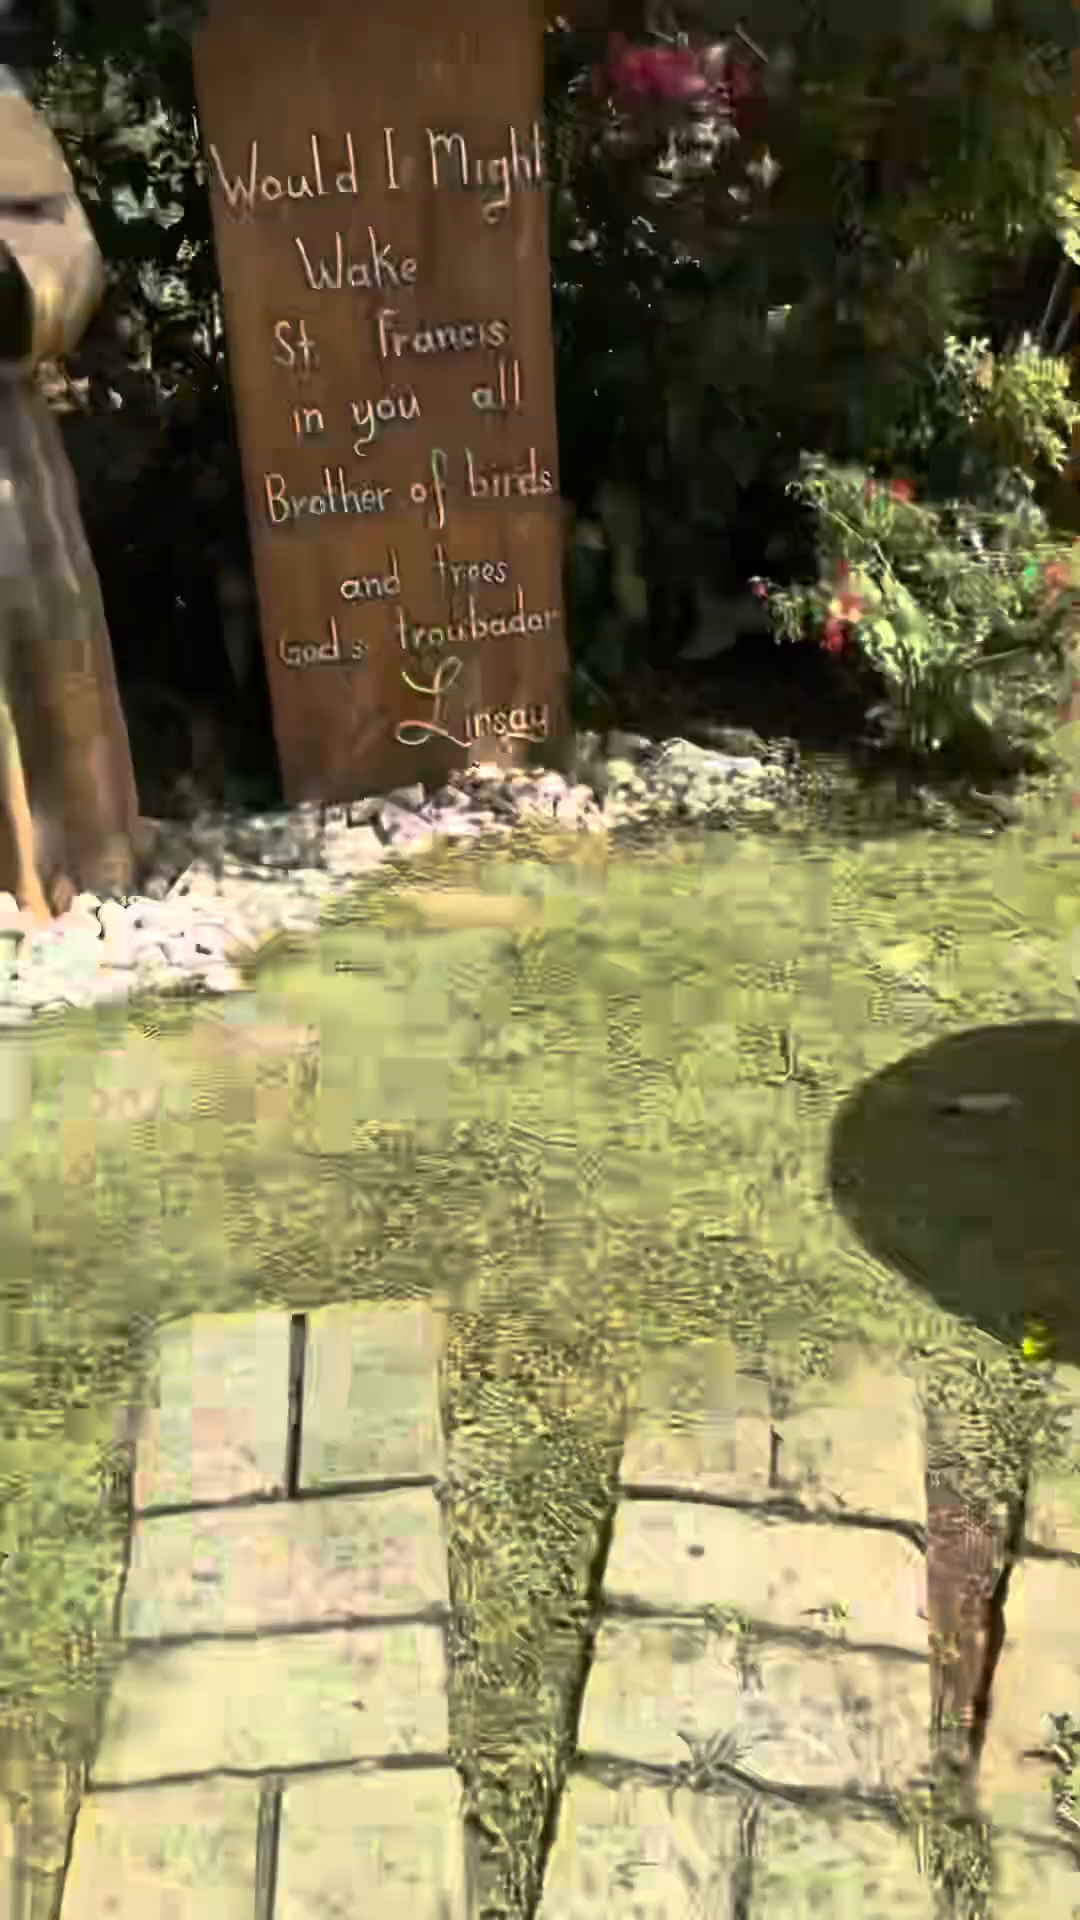 Would I Might
Wake
St Francis
in you all
Brother of birds
and trees
God's troubador
Linsay